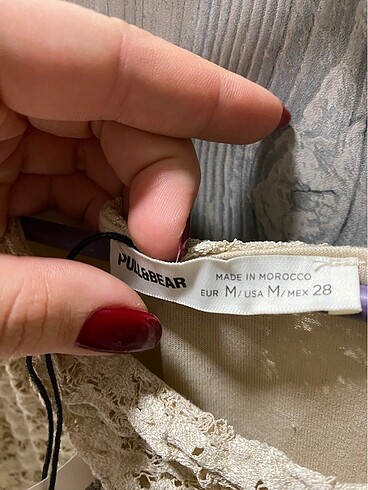 PULL&BEAR
MADE IN MOROCCO
EUR M/USA M/MEX 28